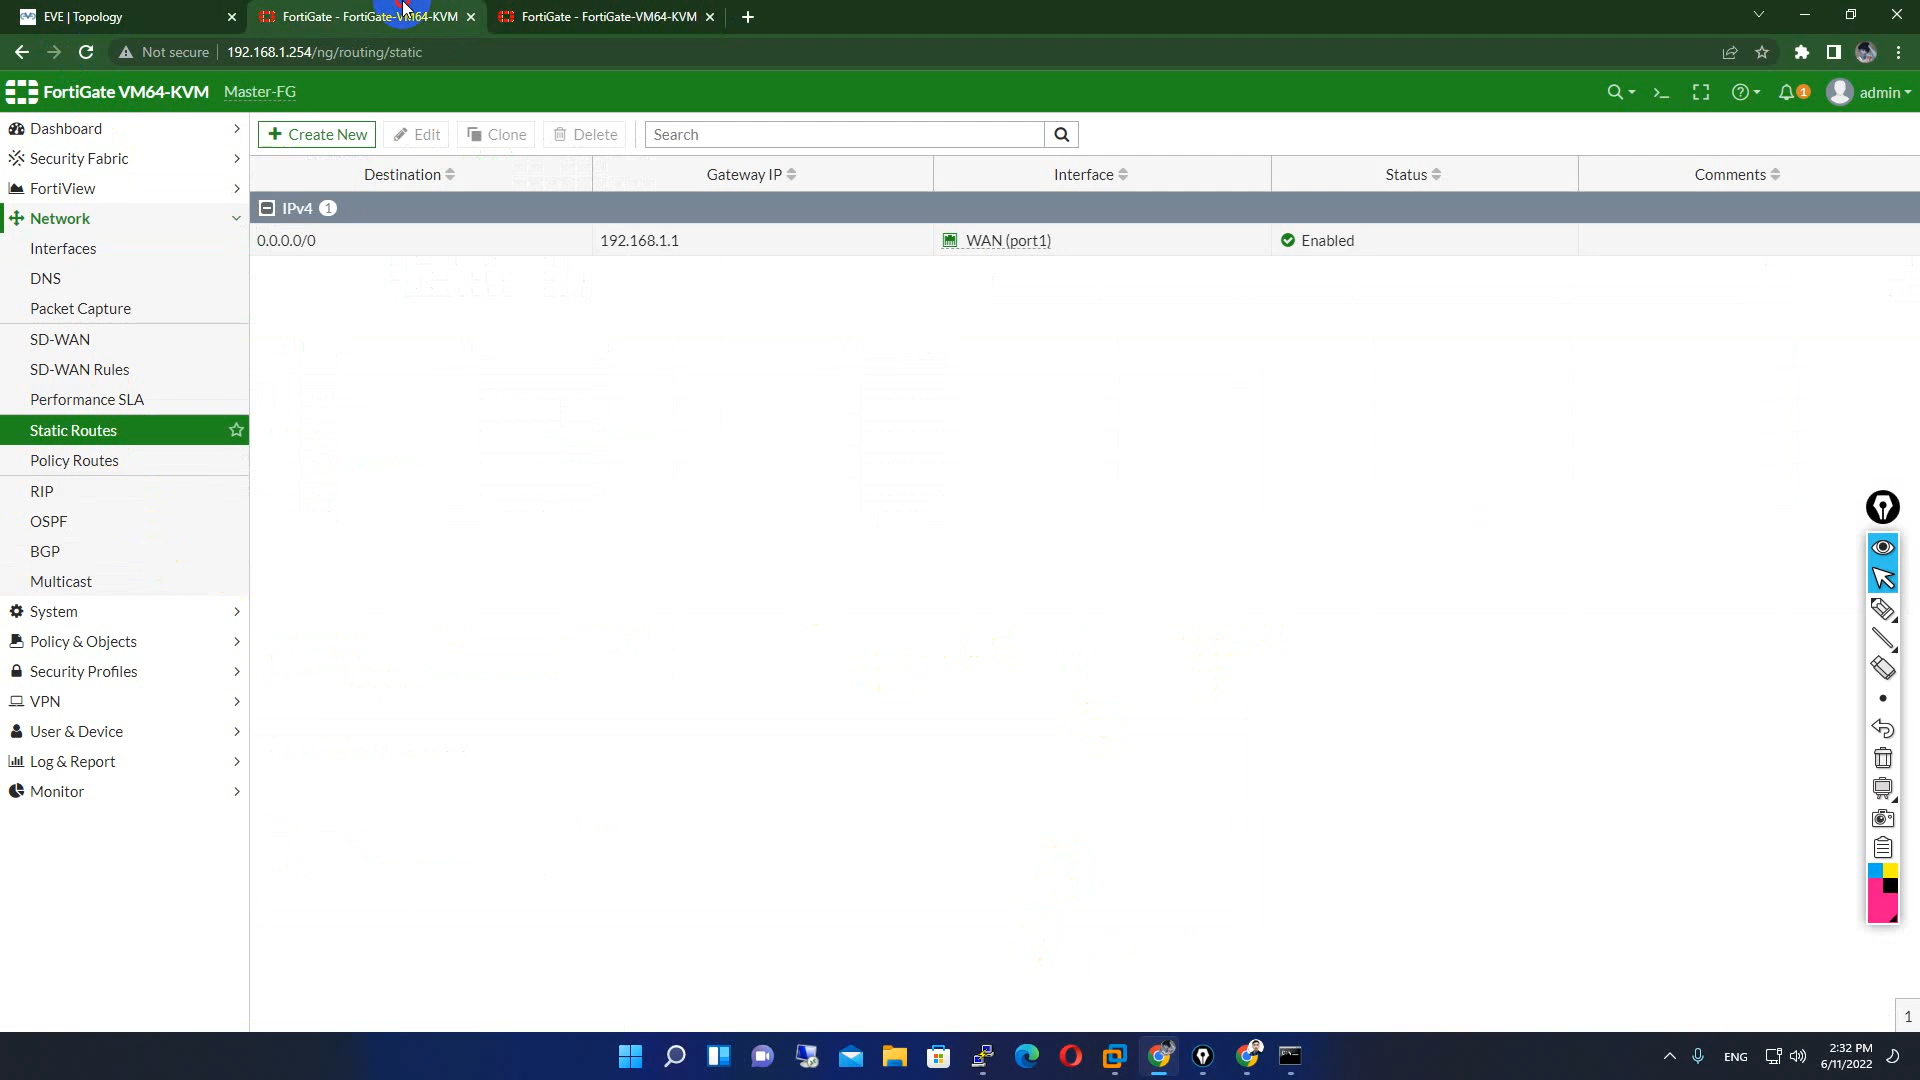 EVE | Topology
FortiGate - FortiGate-VM64-KVM
FortiGate - FortiGate-VM64-KVM
Not secure
192.168.1.254/ng/routing/static
FortiGate VM64-KVM
Master-FG
1
admin
Dashboard
Security Fabric
FortiView
Network
Interfaces
DNS
Packet Capture
SD-WAN
SD-WAN Rules
Performance SLA
Static Routes
Policy Routes
RIP
OSPF
BGP
Multicast
System
Policy & Objects
Security Profiles
VPN
User & Device
Log & Report
Monitor
Create New
Edit
Clone
Delete
Search
Destination
Gateway IP
Interface
Status
Comments
IPv4 1
0.0.0.0/0
192.168.1.1
WAN (port1)
Enabled
1
ENG
2:32 PM
6/11/2022